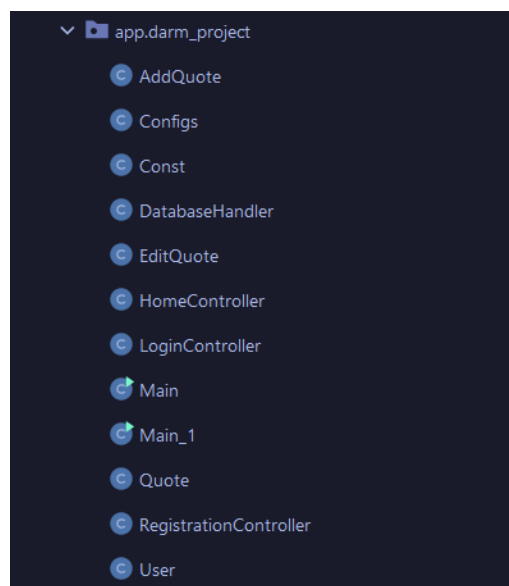 app.darm_project
C AddQuote
C Configs
C Const
C DatabaseHandler
C EditQuote
C HomeController
C LoginController
C Main
C Main_1
C Quote
C RegistrationController
C User